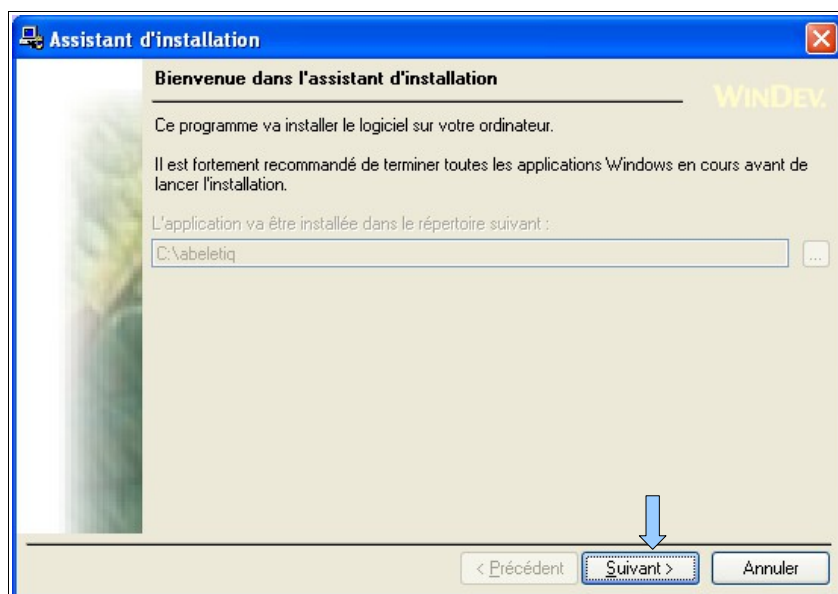 Assistant d'installation
Bienvenue dans l'assistant d'installation
WINDEV.
Ce programme va installer le logiciel sur votre ordinateur.
Il est fortement recommandé de terminer toutes les applications Windows en cours avant de
lancer l'installation.
L'application va être installée dans le répertoire suivant :
C:\abeletiq
...
< Précédent
Suivant >
Annuler